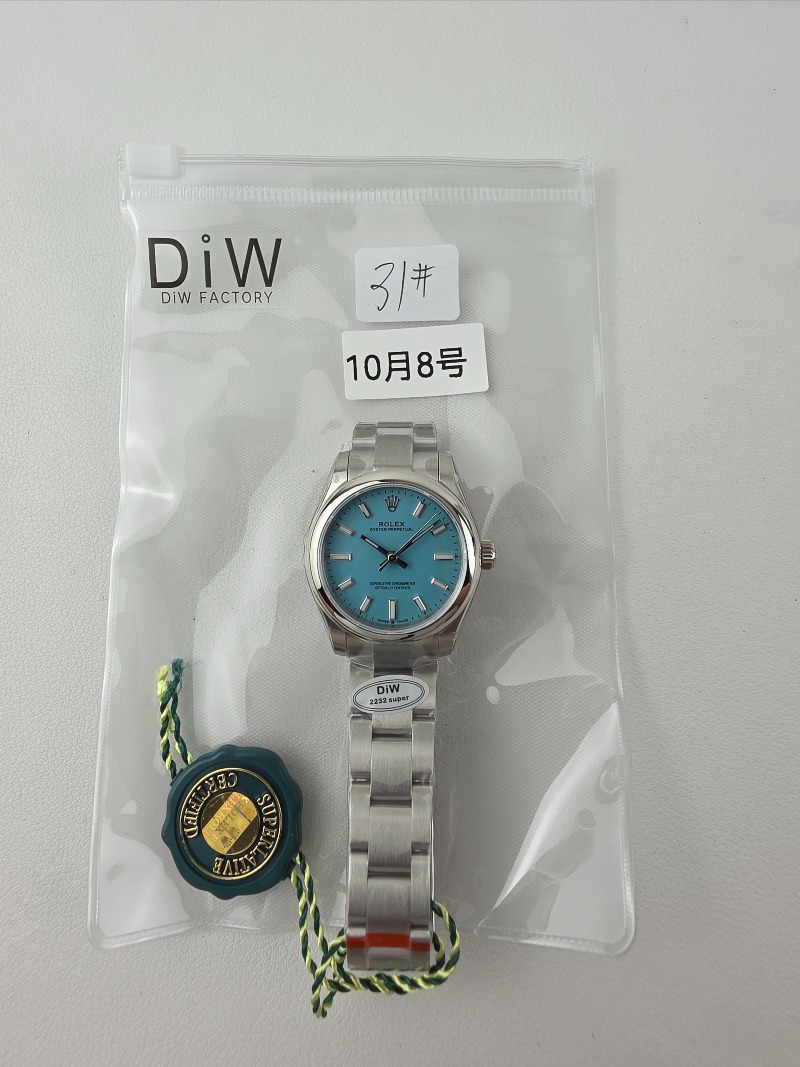 DiW
DiW FACTORY
31#
10月8号
ROLEX
OYSTER PERPETUAL
SUPERLATIVE CHRONOMETER
OFFICIALLY CERTIFIED
DiW
2232 super
SUPERLATIVE
CERTIFIED
ROLEX